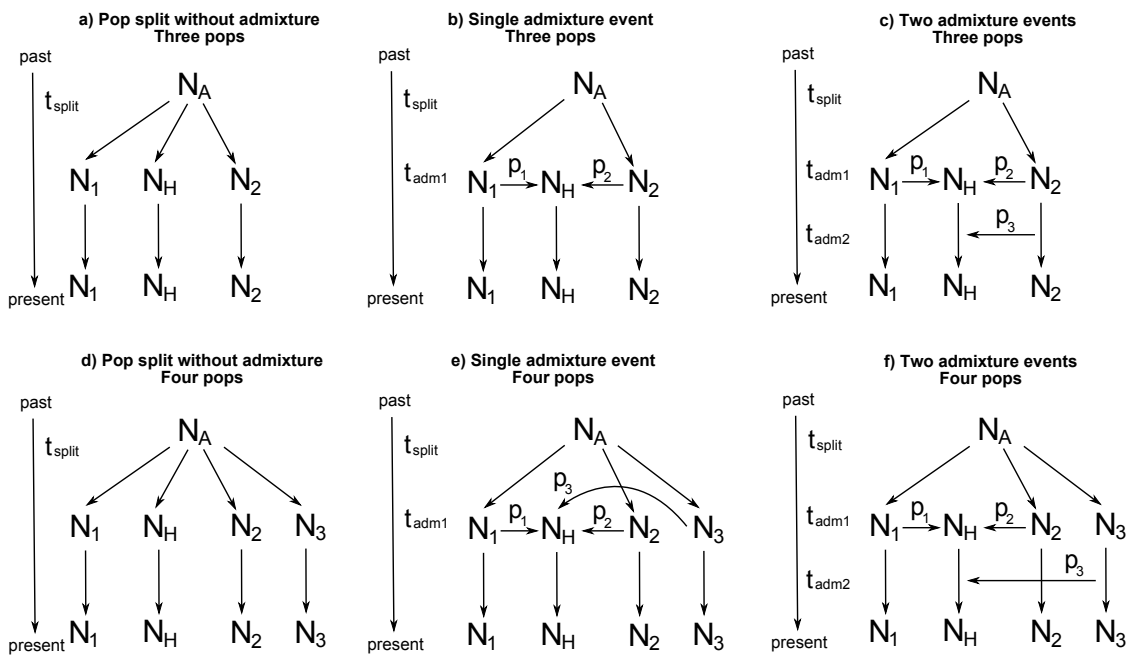 a) Pop split without admixture
Three pops
past
t_split
N_A
N_1 N_H N_2
N_1 N_H N_2
present
b) Single admixture event
Three pops
past
t_split
N_A
t_adm1
N_1 p_1 N_H p_2 N_2
N_1 N_H N_2
present
c) Two admixture events
Three pops
past
t_split
N_A
t_adm1
N_1 p_1 N_H p_2 N_2
t_adm2
p_3
N_1 N_H N_2
present
d) Pop split without admixture
Four pops
past
t_split
N_A
N_1 N_H N_2 N_3
N_1 N_H N_2 N_3
present
e) Single admixture event
Four pops
past
t_split
N_A
p_3
t_adm1
N_1 p_1 N_H p_2 N_2 N_3
N_1 N_H N_2 N_3
present
f) Two admixture events
Four pops
past
t_split
N_A
t_adm1
N_1 p_1 N_H p_2 N_2 N_3
t_adm2
p_3
N_1 N_H N_2 N_3
present